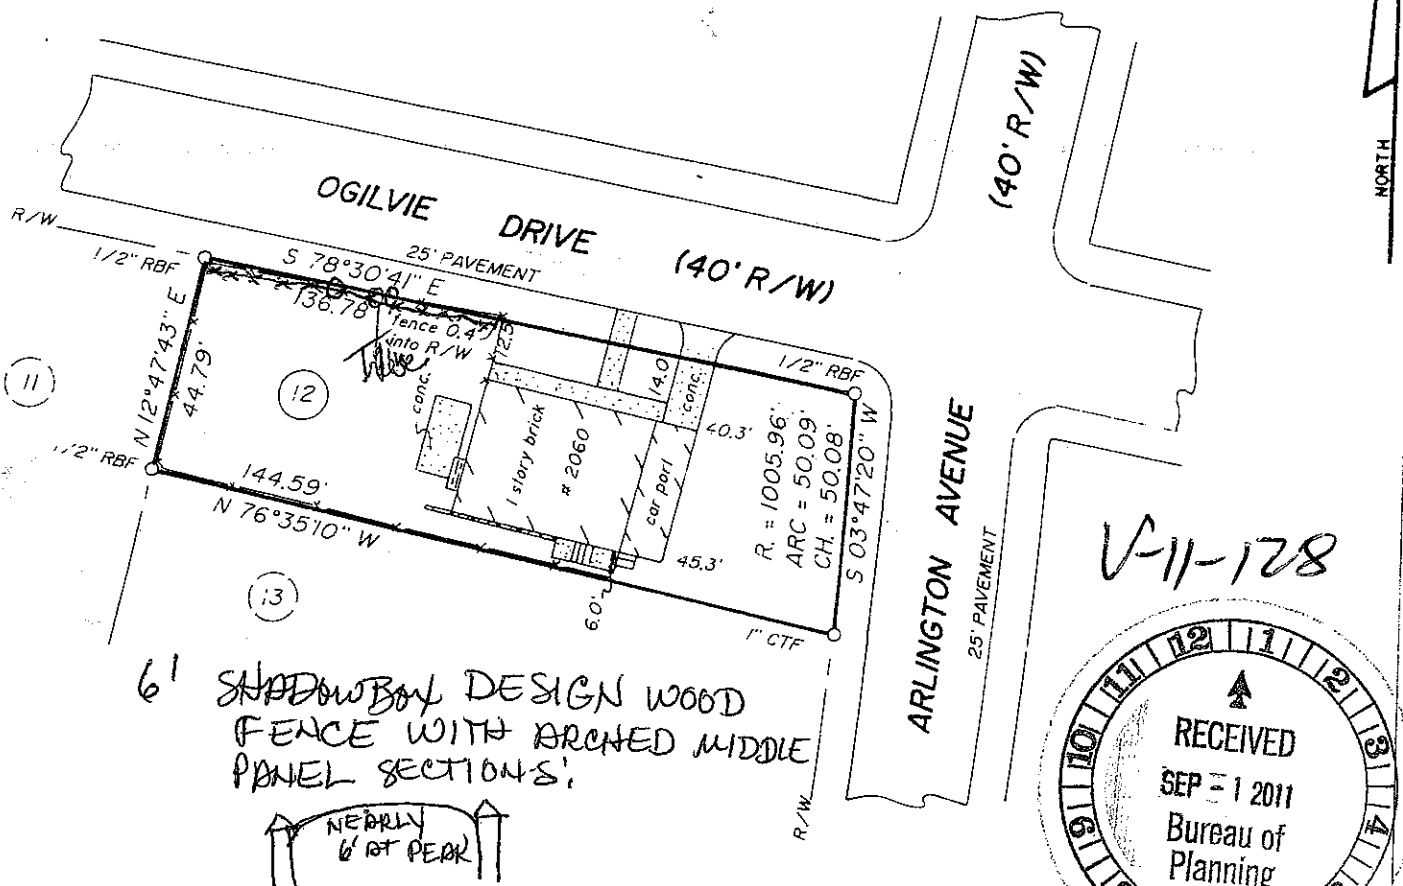 (40' R/W)
NORTH
OGILVIE DRIVE (40' R/W)
25' PAVEMENT
R/W
1/2" RBF
S 78°30'41" E
136.78'
fence 0.4'
into R/W
12.5'
conc.
14.0
conc.
1/2" RBF
N 12°47'43" E
44.79'
11
12
1 story brick
# 2060
car port
40.3'
45.3'
R. = 1005.96'
ARC = 50.09'
CH. = 50.08'
S 03°47'20" W
1/2" RBF
144.59'
N 76°35'10" W
13
6.0'
1" CTF
R/W
ARLINGTON AVENUE
25' PAVEMENT
V-11-128
6' SHADOWBOX DESIGN WOOD
FENCE WITH ARCHED MIDDLE
PANEL SECTIONS.
NEARLY
6' AT PEAK
9 10 11 12 1 2 3 4
RECEIVED
SEP - 1 2011
Bureau of
Planning